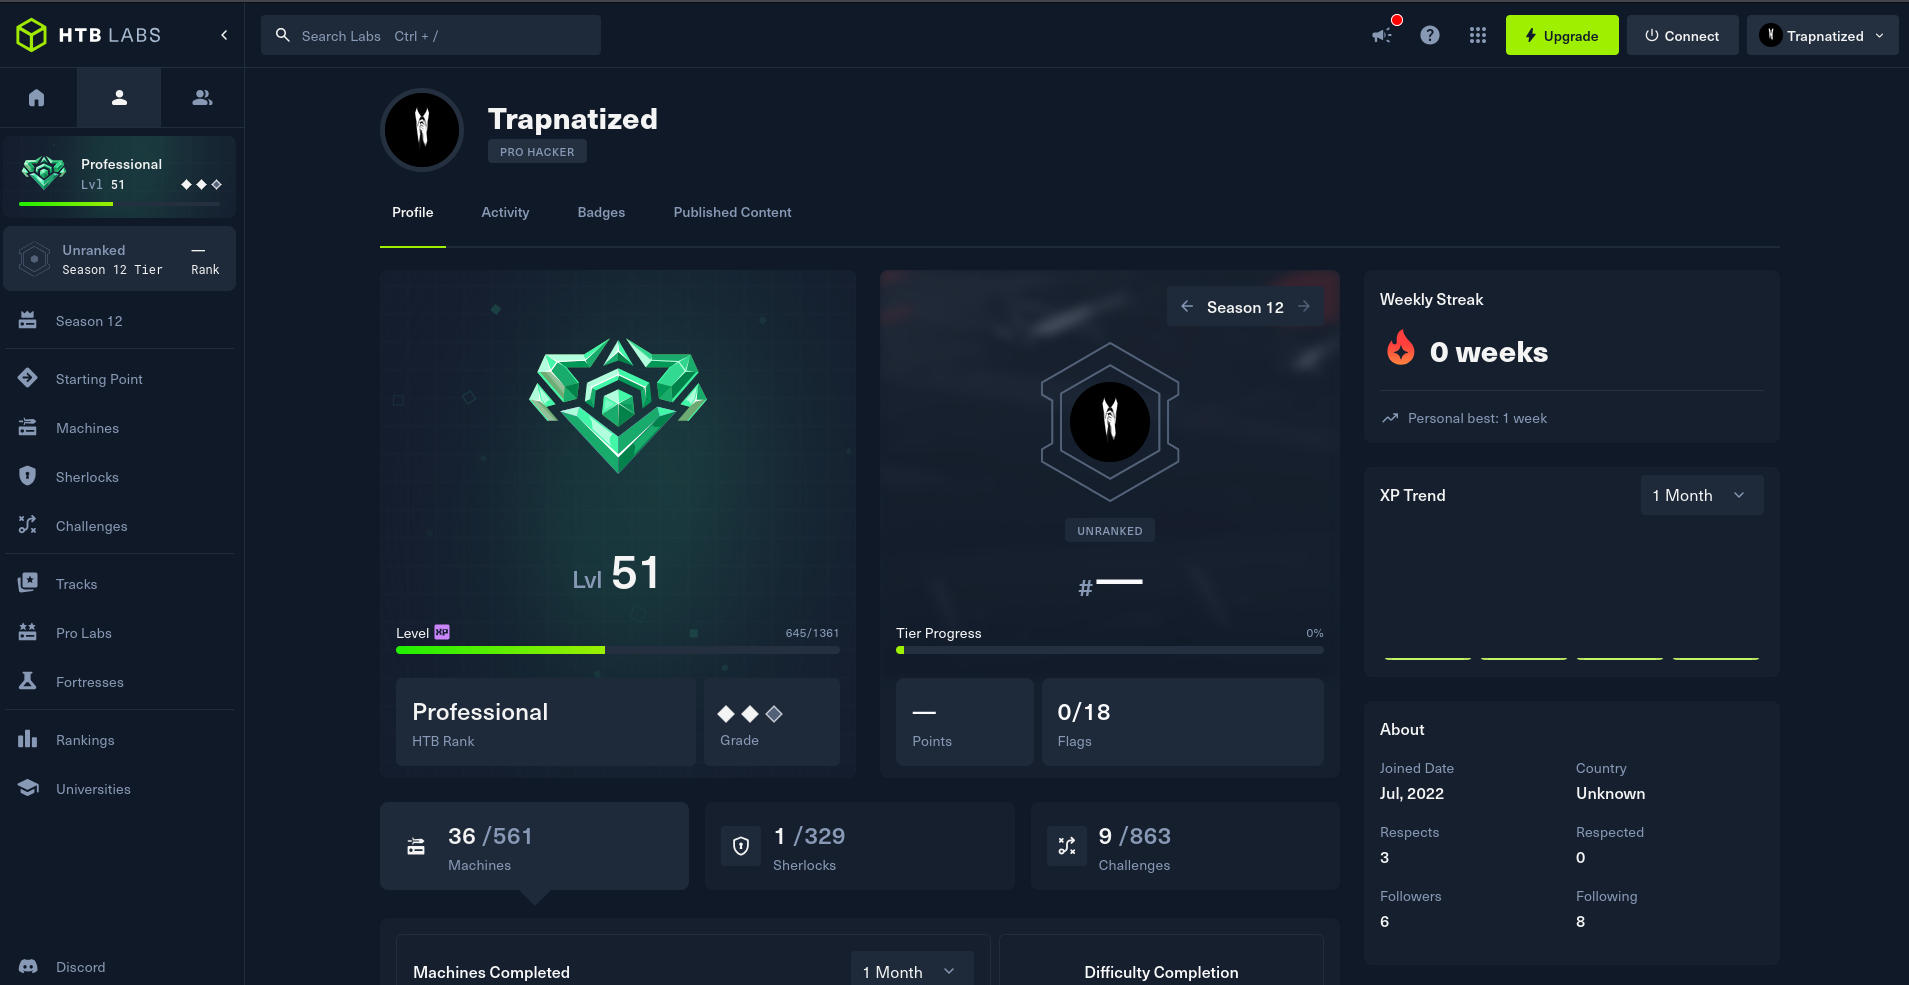 HTB LABS
Search Labs Ctrl + /
Upgrade
Connect
Trapnatized
Professional
Lvl 51
Unranked
—
Season 12 Tier
Rank
Season 12
Starting Point
Machines
Sherlocks
Challenges
Tracks
Pro Labs
Fortresses
Rankings
Universities
Discord
Trapnatized
PRO HACKER
Profile
Activity
Badges
Published Content
Lvl 51
Level XP
645/1361
Professional
HTB Rank
Grade
Season 12
UNRANKED
#—
Tier Progress
0%
—
Points
0/18
Flags
36 /561
Machines
1 /329
Sherlocks
9 /863
Challenges
Machines Completed
1 Month
Difficulty Completion
Weekly Streak
0 weeks
Personal best: 1 week
XP Trend
1 Month
About
Joined Date
Jul, 2022
Country
Unknown
Respects
3
Respected
0
Followers
6
Following
8